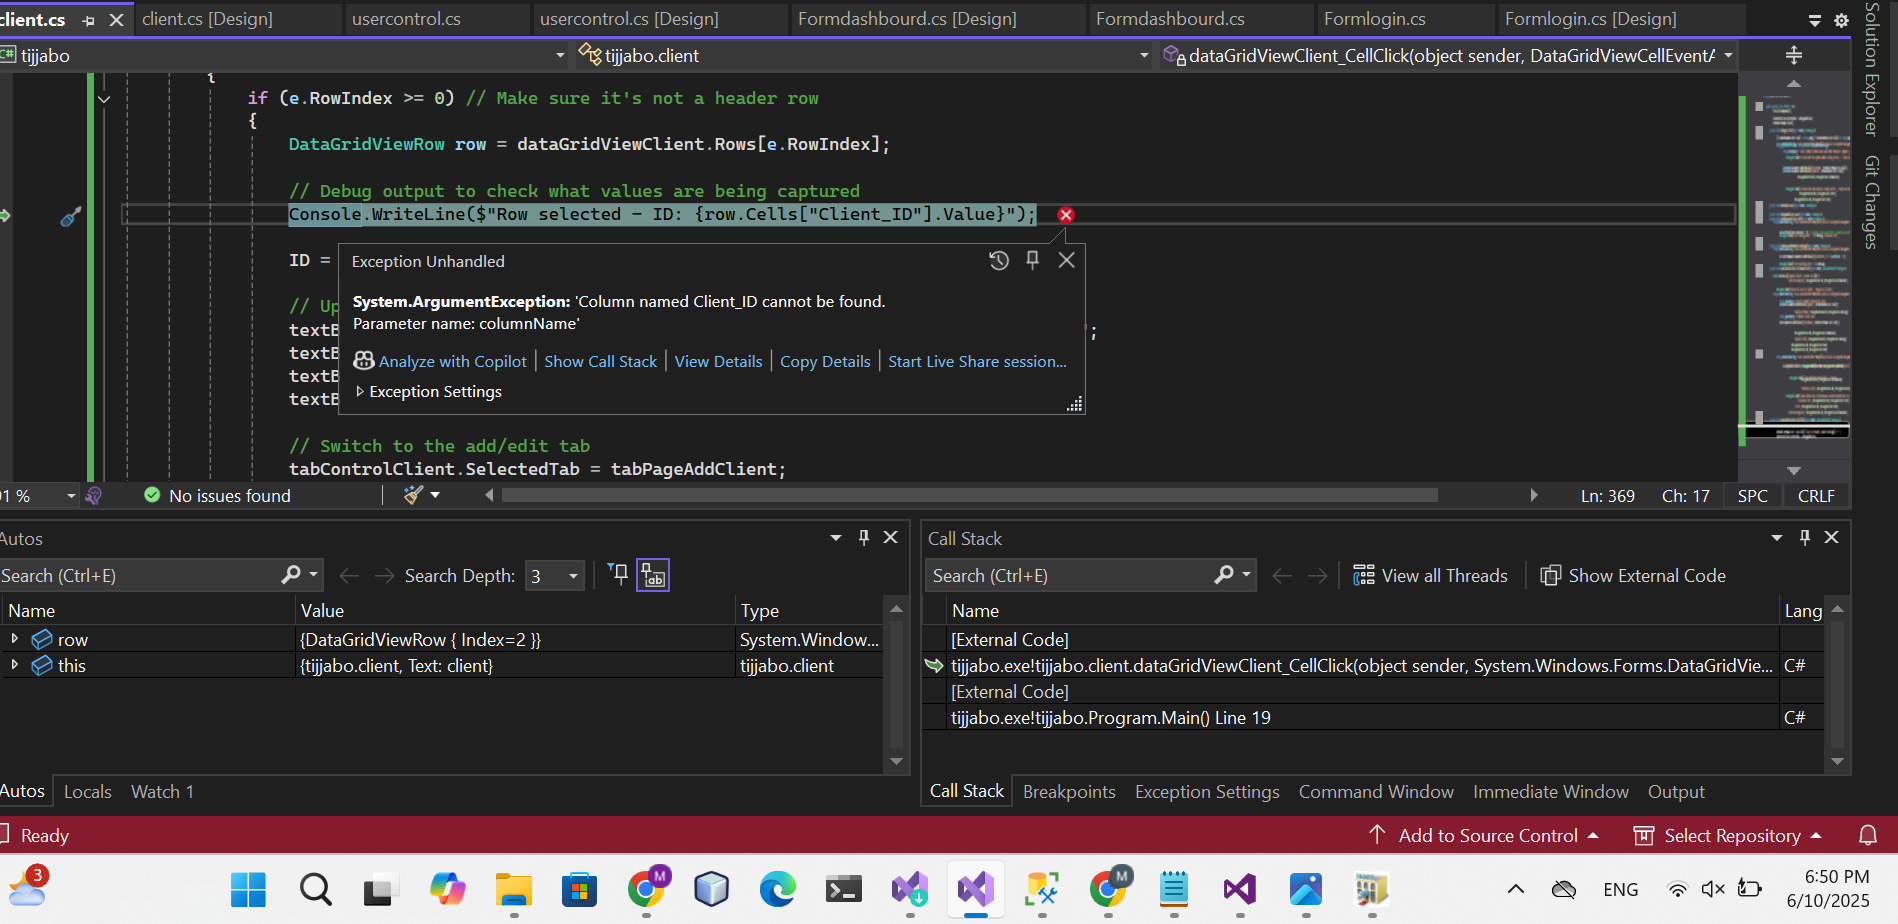 client.cs
client.cs [Design]
usercontrol.cs
usercontrol.cs [Design]
Formdashbourd.cs [Design]
Formdashbourd.cs
Formlogin.cs
Formlogin.cs [Design]
C# tijjabo
tijjabo.client
dataGridViewClient_CellClick(object sender, DataGridViewCellEventA
Solution Explorer
Git Changes
{
if (e.RowIndex >= 0) // Make sure it's not a header row
{
DataGridViewRow row = dataGridViewClient.Rows[e.RowIndex];
// Debug output to check what values are being captured
Console.WriteLine($"Row selected - ID: {row.Cells["Client_ID"].Value}");
ID =
Exception Unhandled
System.ArgumentException: 'Column named Client_ID cannot be found.
// Up
Parameter name: columnName'
textB
;
textB
Analyze with Copilot | Show Call Stack | View Details | Copy Details | Start Live Share session...
textB
Exception Settings
textB
// Switch to the add/edit tab
tabControlClient.SelectedTab = tabPageAddClient;
91 %
No issues found
Ln: 369
Ch: 17
SPC
CRLF
Autos
Search (Ctrl+E)
Search Depth: 3
Name
Value
Type
row
{DataGridViewRow { Index=2 }}
System.Window...
this
{tijjabo.client, Text: client}
tijjabo.client
Autos
Locals
Watch 1
Call Stack
Search (Ctrl+E)
View all Threads
Show External Code
Name
Lang
[External Code]
tijjabo.exe!tijjabo.client.dataGridViewClient_CellClick(object sender, System.Windows.Forms.DataGridVie...
C#
[External Code]
tijjabo.exe!tijjabo.Program.Main() Line 19
C#
Call Stack
Breakpoints
Exception Settings
Command Window
Immediate Window
Output
Ready
Add to Source Control
Select Repository
3
M
M
ENG
6:50 PM
6/10/2025